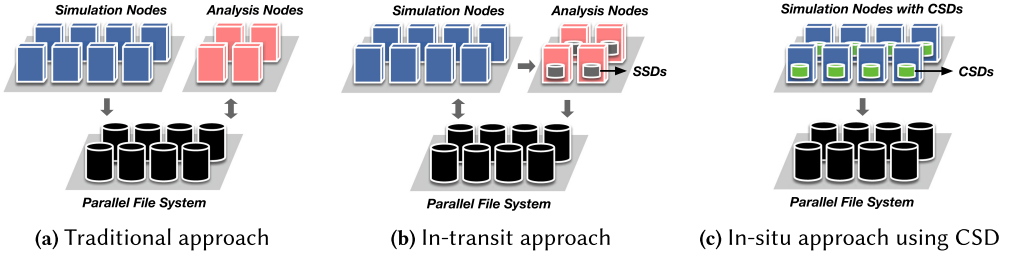 Simulation Nodes
Analysis Nodes
Parallel File System
(a) Traditional approach
Simulation Nodes
Analysis Nodes
SSDs
Parallel File System
(b) In-transit approach
Simulation Nodes with CSDs
CSDs
Parallel File System
(c) In-situ approach using CSD